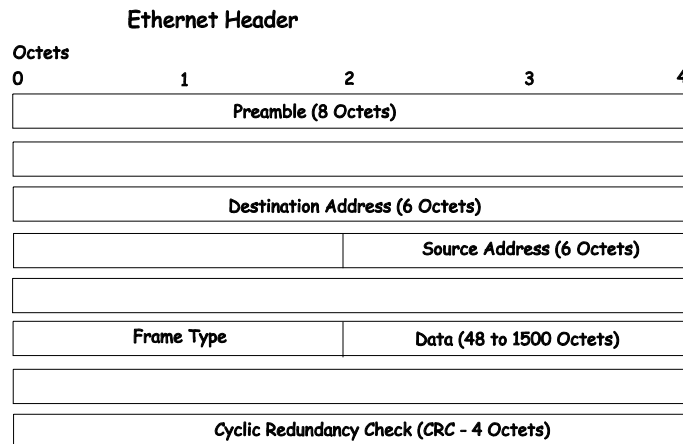 Ethernet Header
Octets
0 1 2 3 4
Preamble (8 Octets)
Destination Address (6 Octets)
Source Address (6 Octets)
Frame Type Data (48 to 1500 Octets)
Cyclic Redundancy Check (CRC - 4 Octets)